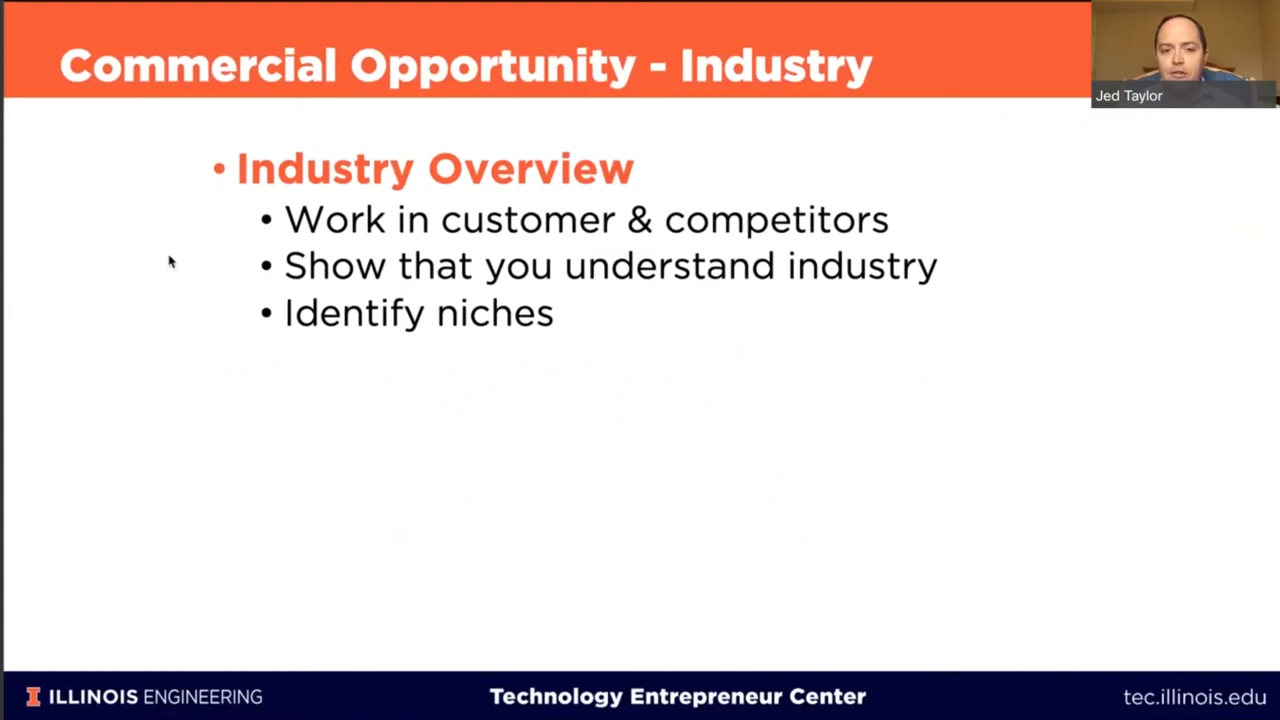 Commercial Opportunity - Industry
Jed Taylor
• Industry Overview
• Work in customer & competitors
• Show that you understand industry
• Identify niches
I ILLINOIS ENGINEERING
Technology Entrepreneur Center
tec.illinois.edu